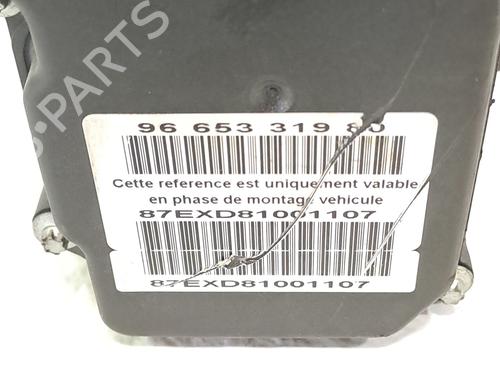 B-PARTS
96 653 319 80
Cette reference est uniquement valable
en phase de montage vehicule
87EXD81001107
87EXD81001107